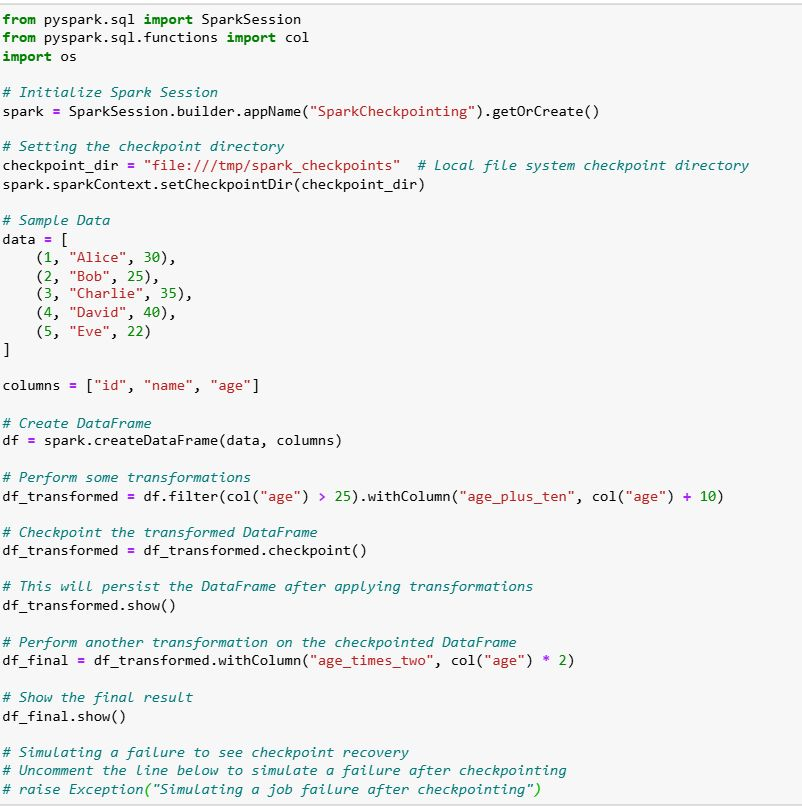 from pyspark.sql import SparkSession
from pyspark.sql.functions import col
import os
# Initialize Spark Session
spark = SparkSession.builder.appName("SparkCheckpointing").getOrCreate()
# Setting the checkpoint directory
checkpoint_dir = "file:///tmp/spark_checkpoints"  # Local file system checkpoint directory
spark.sparkContext.setCheckpointDir(checkpoint_dir)
# Sample Data
data = [
    (1, "Alice", 30),
    (2, "Bob", 25),
    (3, "Charlie", 35),
    (4, "David", 40),
    (5, "Eve", 22)
]
columns = ["id", "name", "age"]
# Create DataFrame
df = spark.createDataFrame(data, columns)
# Perform some transformations
df_transformed = df.filter(col("age") > 25).withColumn("age_plus_ten", col("age") + 10)
# Checkpoint the transformed DataFrame
df_transformed = df_transformed.checkpoint()
# This will persist the DataFrame after applying transformations
df_transformed.show()
# Perform another transformation on the checkpointed DataFrame
df_final = df_transformed.withColumn("age_times_two", col("age") * 2)
# Show the final result
df_final.show()
# Simulating a failure to see checkpoint recovery
# Uncomment the line below to simulate a failure after checkpointing
# raise Exception("Simulating a job failure after checkpointing")